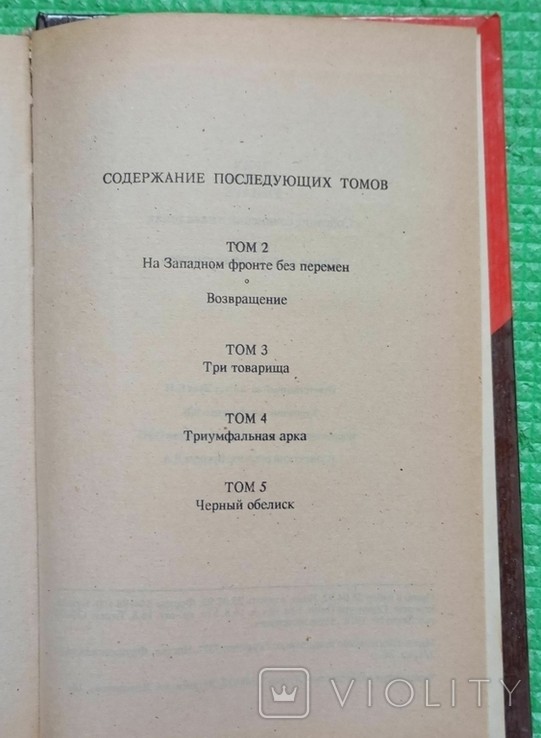 СОДЕРЖАНИЕ ПОСЛЕДУЮЩИХ ТОМОВ
ТОМ 2
На Западном фронте без перемен
Возвращение
ТОМ 3
Три товарища
ТОМ 4
Триумфальная арка
ТОМ 5
Черный обелиск
VIOLITY